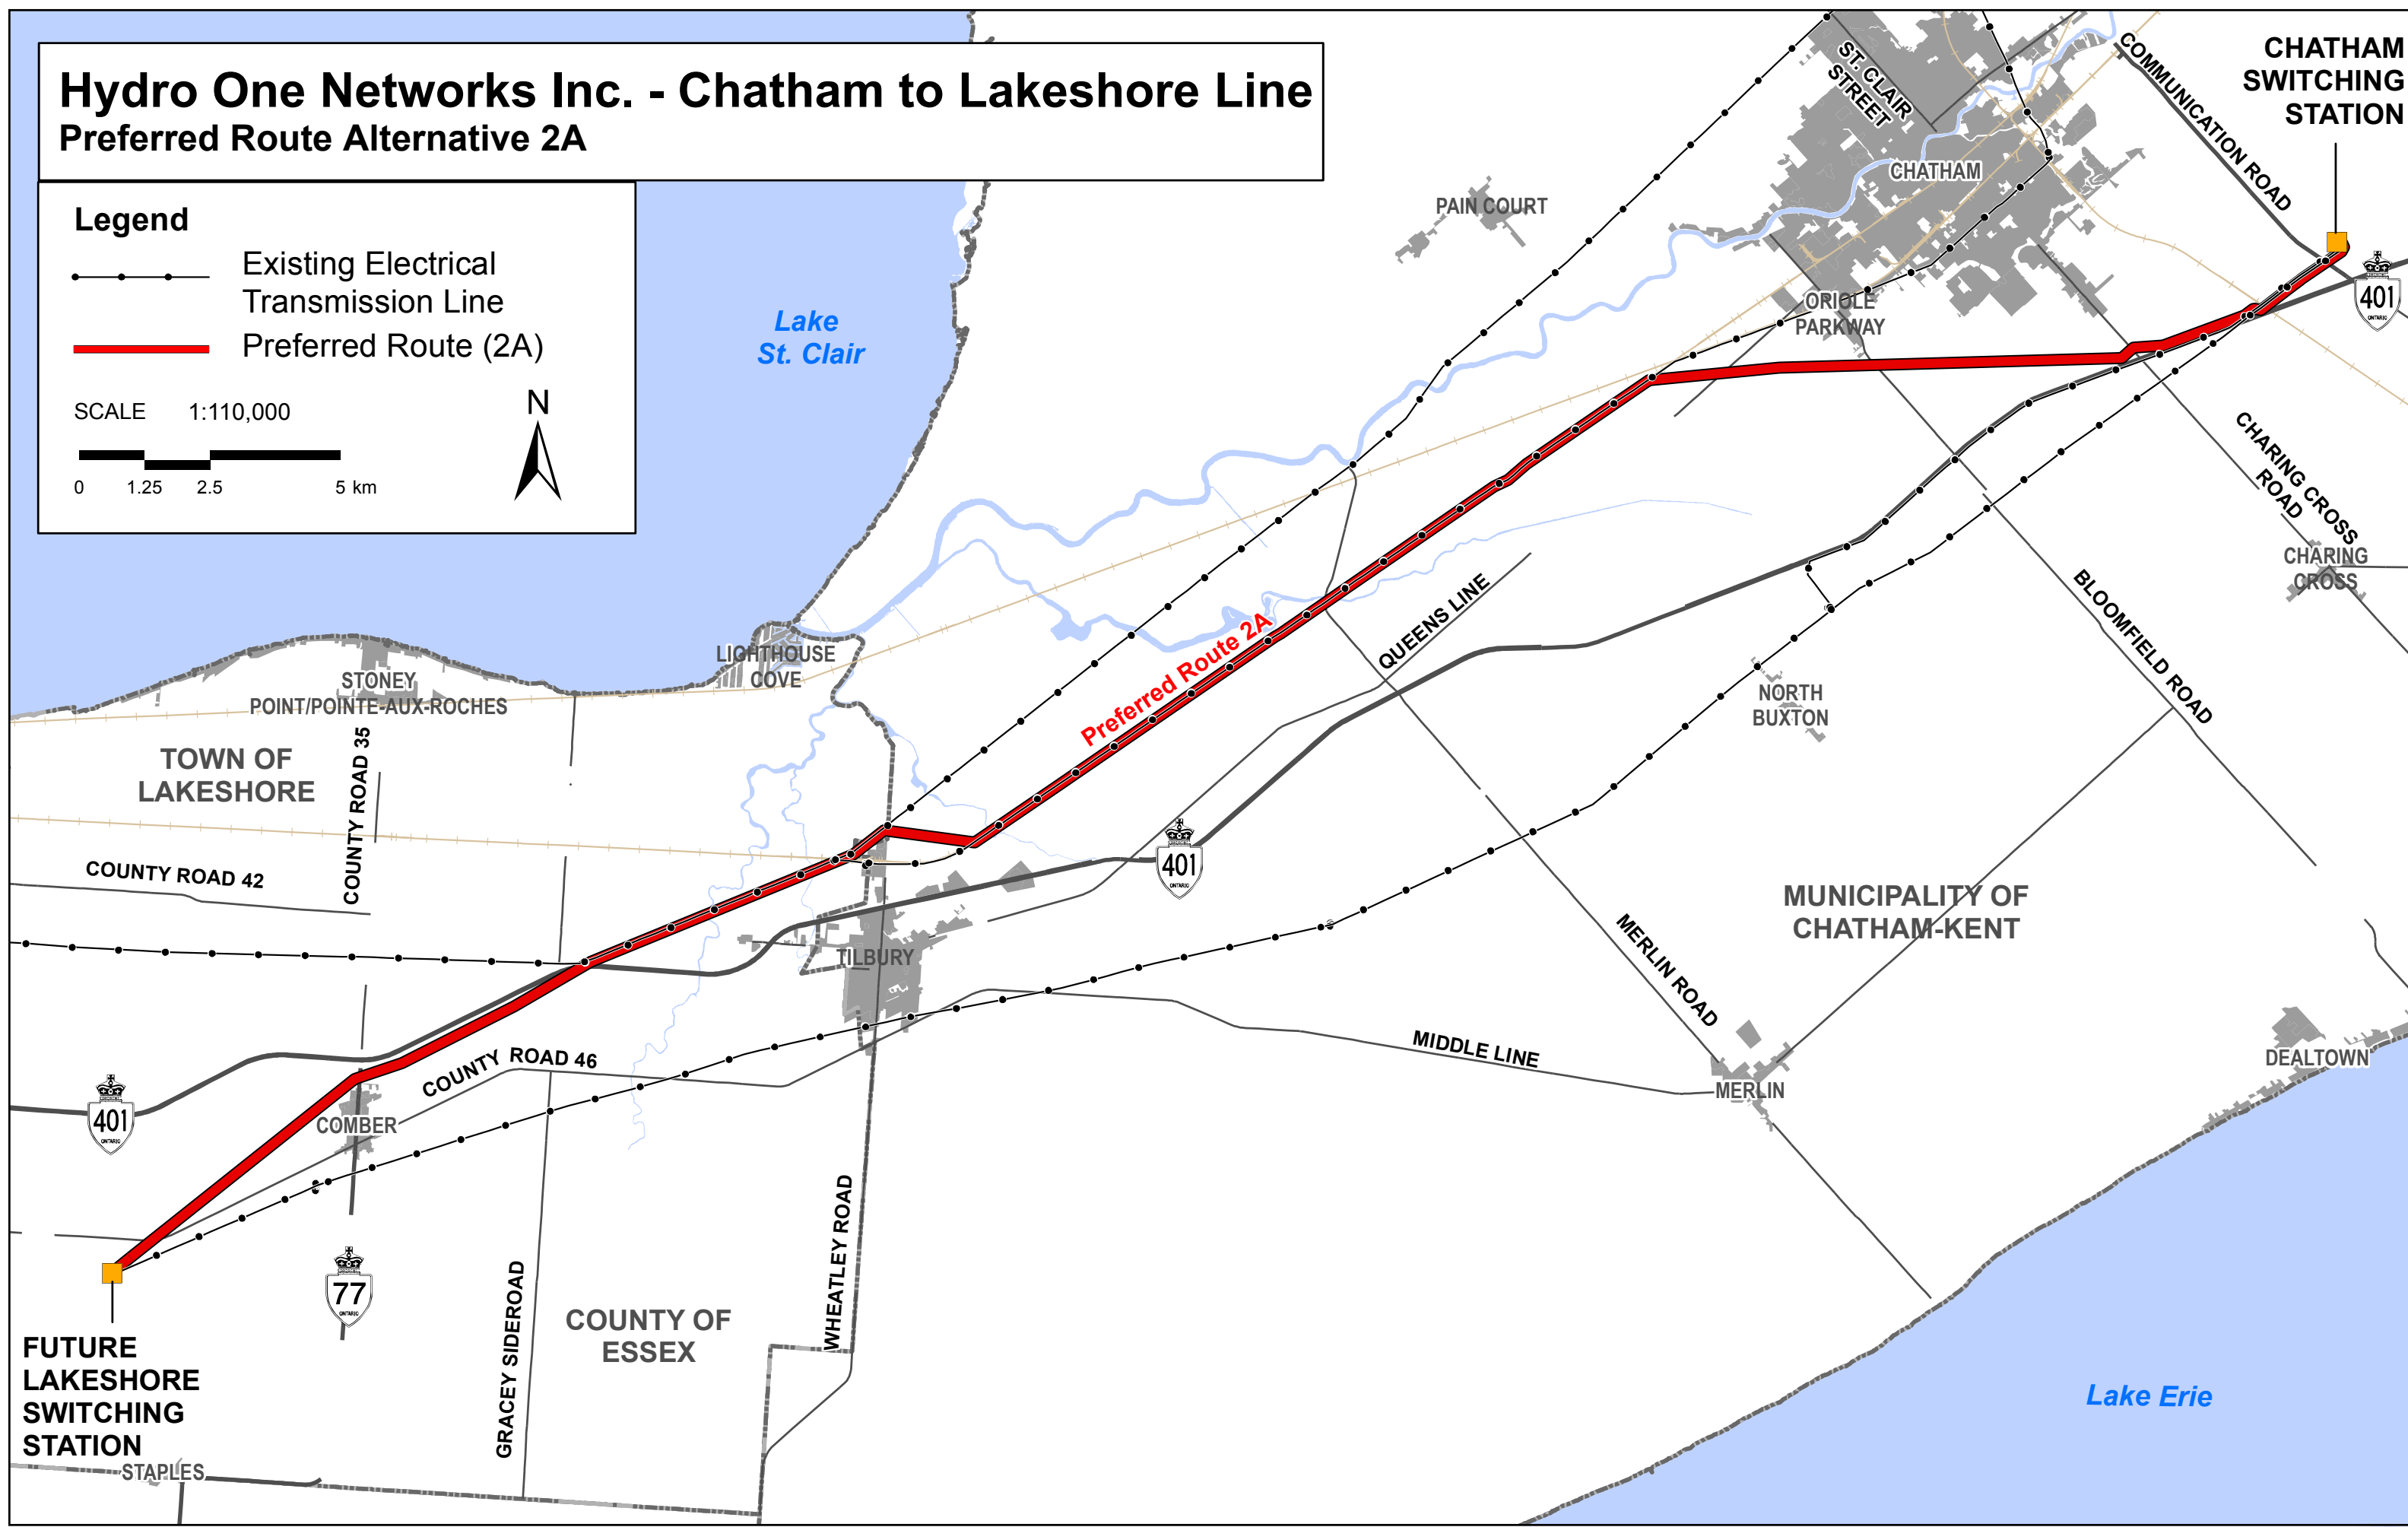 Hydro One Networks Inc. - Chatham to Lakeshore Line
Preferred Route Alternative 2A
Legend
Existing Electrical
Transmission Line
Preferred Route (2A)
SCALE 1:110,000
N
0 1.25 2.5 5 km
Lake
St. Clair
PAIN COURT
ST. CLAIR
STREET
CHATHAM
COMMUNICATION ROAD
CHATHAM
SWITCHING
STATION
401
ONTARIO
ORIOLE
PARKWAY
CHARING CROSS
ROAD
CHARING
CROSS
BLOOMFIELD ROAD
QUEENS LINE
Preferred Route 2A
NORTH
BUXTON
LIGHTHOUSE
COVE
STONEY
POINT/POINTE-AUX-ROCHES
TOWN OF
LAKESHORE
COUNTY ROAD 35
COUNTY ROAD 42
401
ONTARIO
MUNICIPALITY OF
CHATHAM-KENT
TILBURY
MERLIN ROAD
MIDDLE LINE
MERLIN
DEALTOWN
COUNTY ROAD 46
401
ONTARIO
COMBER
77
ONTARIO
GRACEY SIDEROAD
COUNTY OF
ESSEX
WHEATLEY ROAD
FUTURE
LAKESHORE
SWITCHING
STATION
STAPLES
Lake Erie